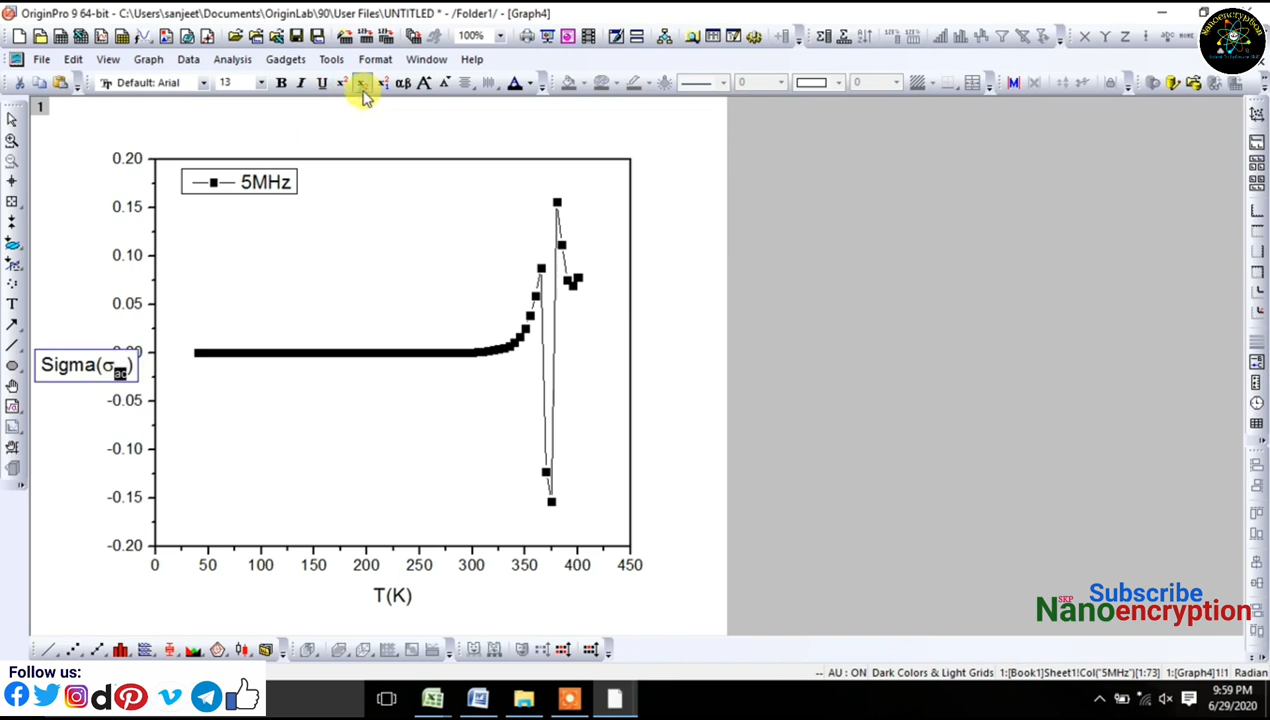 OriginPro 9 64-bit - C:\Users\sanjeet\Documents\OriginLab\90\User Files\UNTITLED * - /Folder1/ - [Graph4]
100%
File Edit View Graph Data Analysis Gadgets Tools Format Window Help
Default: Arial 13 B I U αβ A A A 0 0
1
0.20
0.15
0.10
0.05
0.00
-0.05
-0.10
-0.15
-0.20
5MHz
Sigma(σac)
0 50 100 150 200 250 300 350 400 450
T(K)
Nanoencryption
Subscribe
SKP
Nanoencryption
-- AU : ON Dark Colors & Light Grids 1:[Book1]Sheet1!Col('5MHz')[1:73] 1:[Graph4]1!1 Radian
Follow us:
9:59 PM
6/29/2020